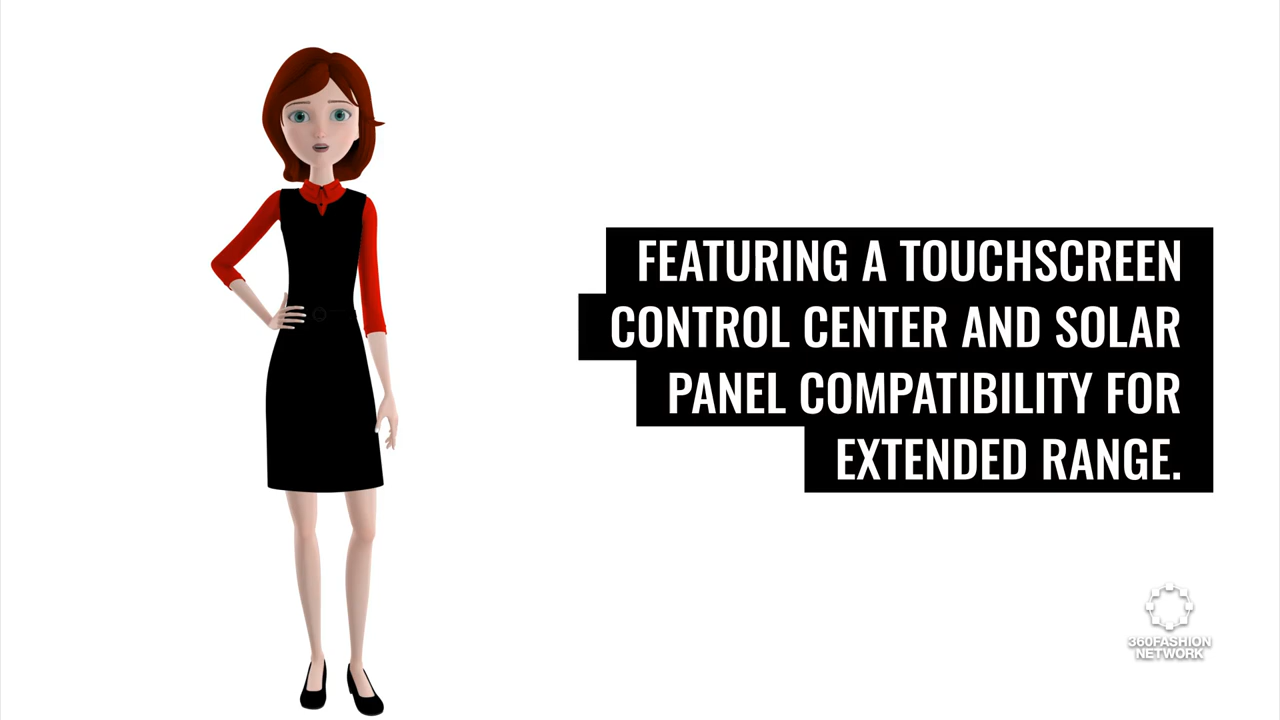 FEATURING A TOUCHSCREEN
CONTROL CENTER AND SOLAR
PANEL COMPATIBILITY FOR
EXTENDED RANGE.
360FASHION
NETWORK